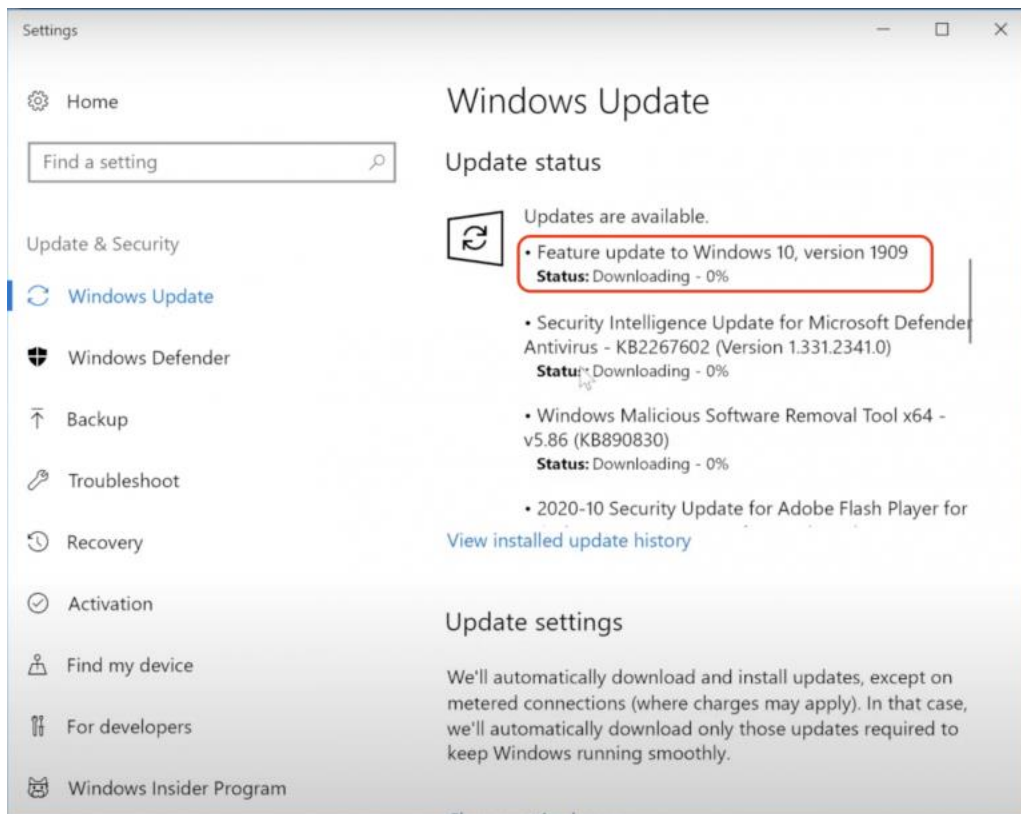 Settings
Home
Find a setting
Update & Security
Windows Update
Windows Defender
Backup
Troubleshoot
Recovery
Activation
Find my device
For developers
Windows Insider Program
Windows Update
Update status
Updates are available.
• Feature update to Windows 10, version 1909
Status: Downloading - 0%
• Security Intelligence Update for Microsoft Defender
Antivirus - KB2267602 (Version 1.331.2341.0)
Status: Downloading - 0%
• Windows Malicious Software Removal Tool x64 -
v5.86 (KB890830)
Status: Downloading - 0%
• 2020-10 Security Update for Adobe Flash Player for
View installed update history
Update settings
We'll automatically download and install updates, except on
metered connections (where charges may apply). In that case,
we'll automatically download only those updates required to
keep Windows running smoothly.